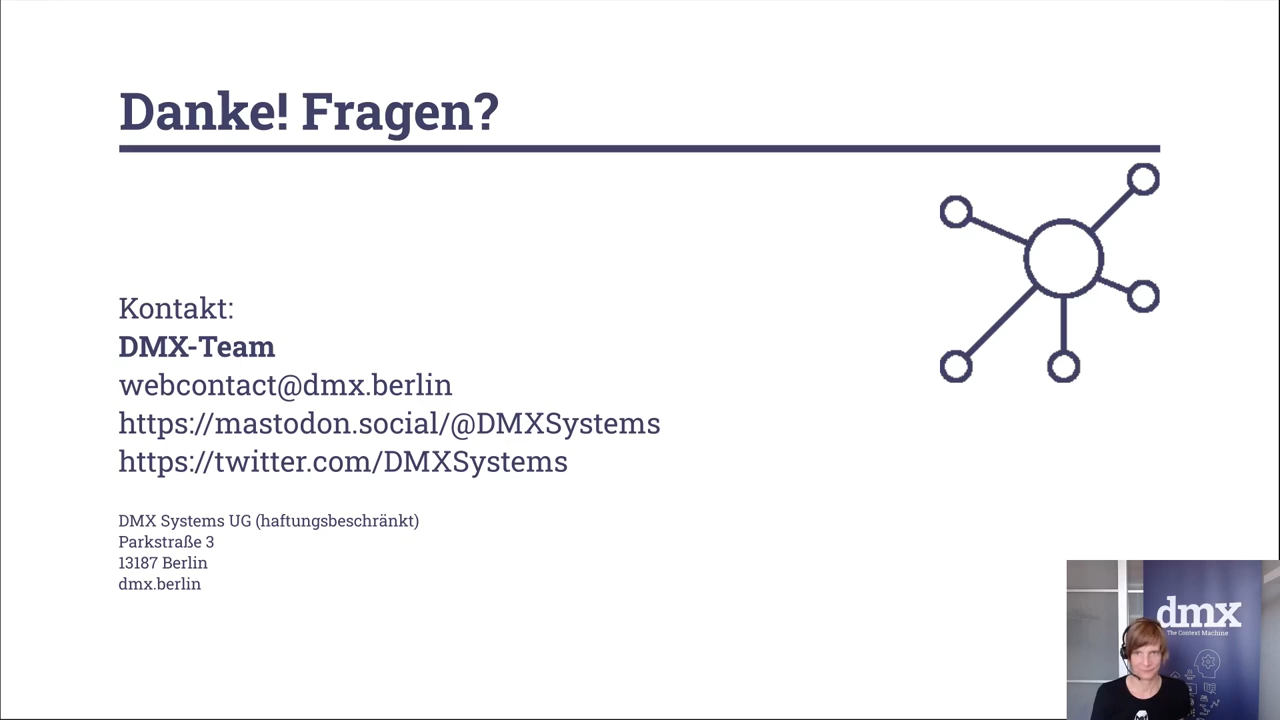 Danke! Fragen?
Kontakt:
DMX-Team
webcontact@dmx.berlin
https://mastodon.social/@DMXSystems
https://twitter.com/DMXSystems
DMX Systems UG (haftungsbeschränkt)
Parkstraße 3
13187 Berlin
dmx.berlin
dmx
The Context Machine